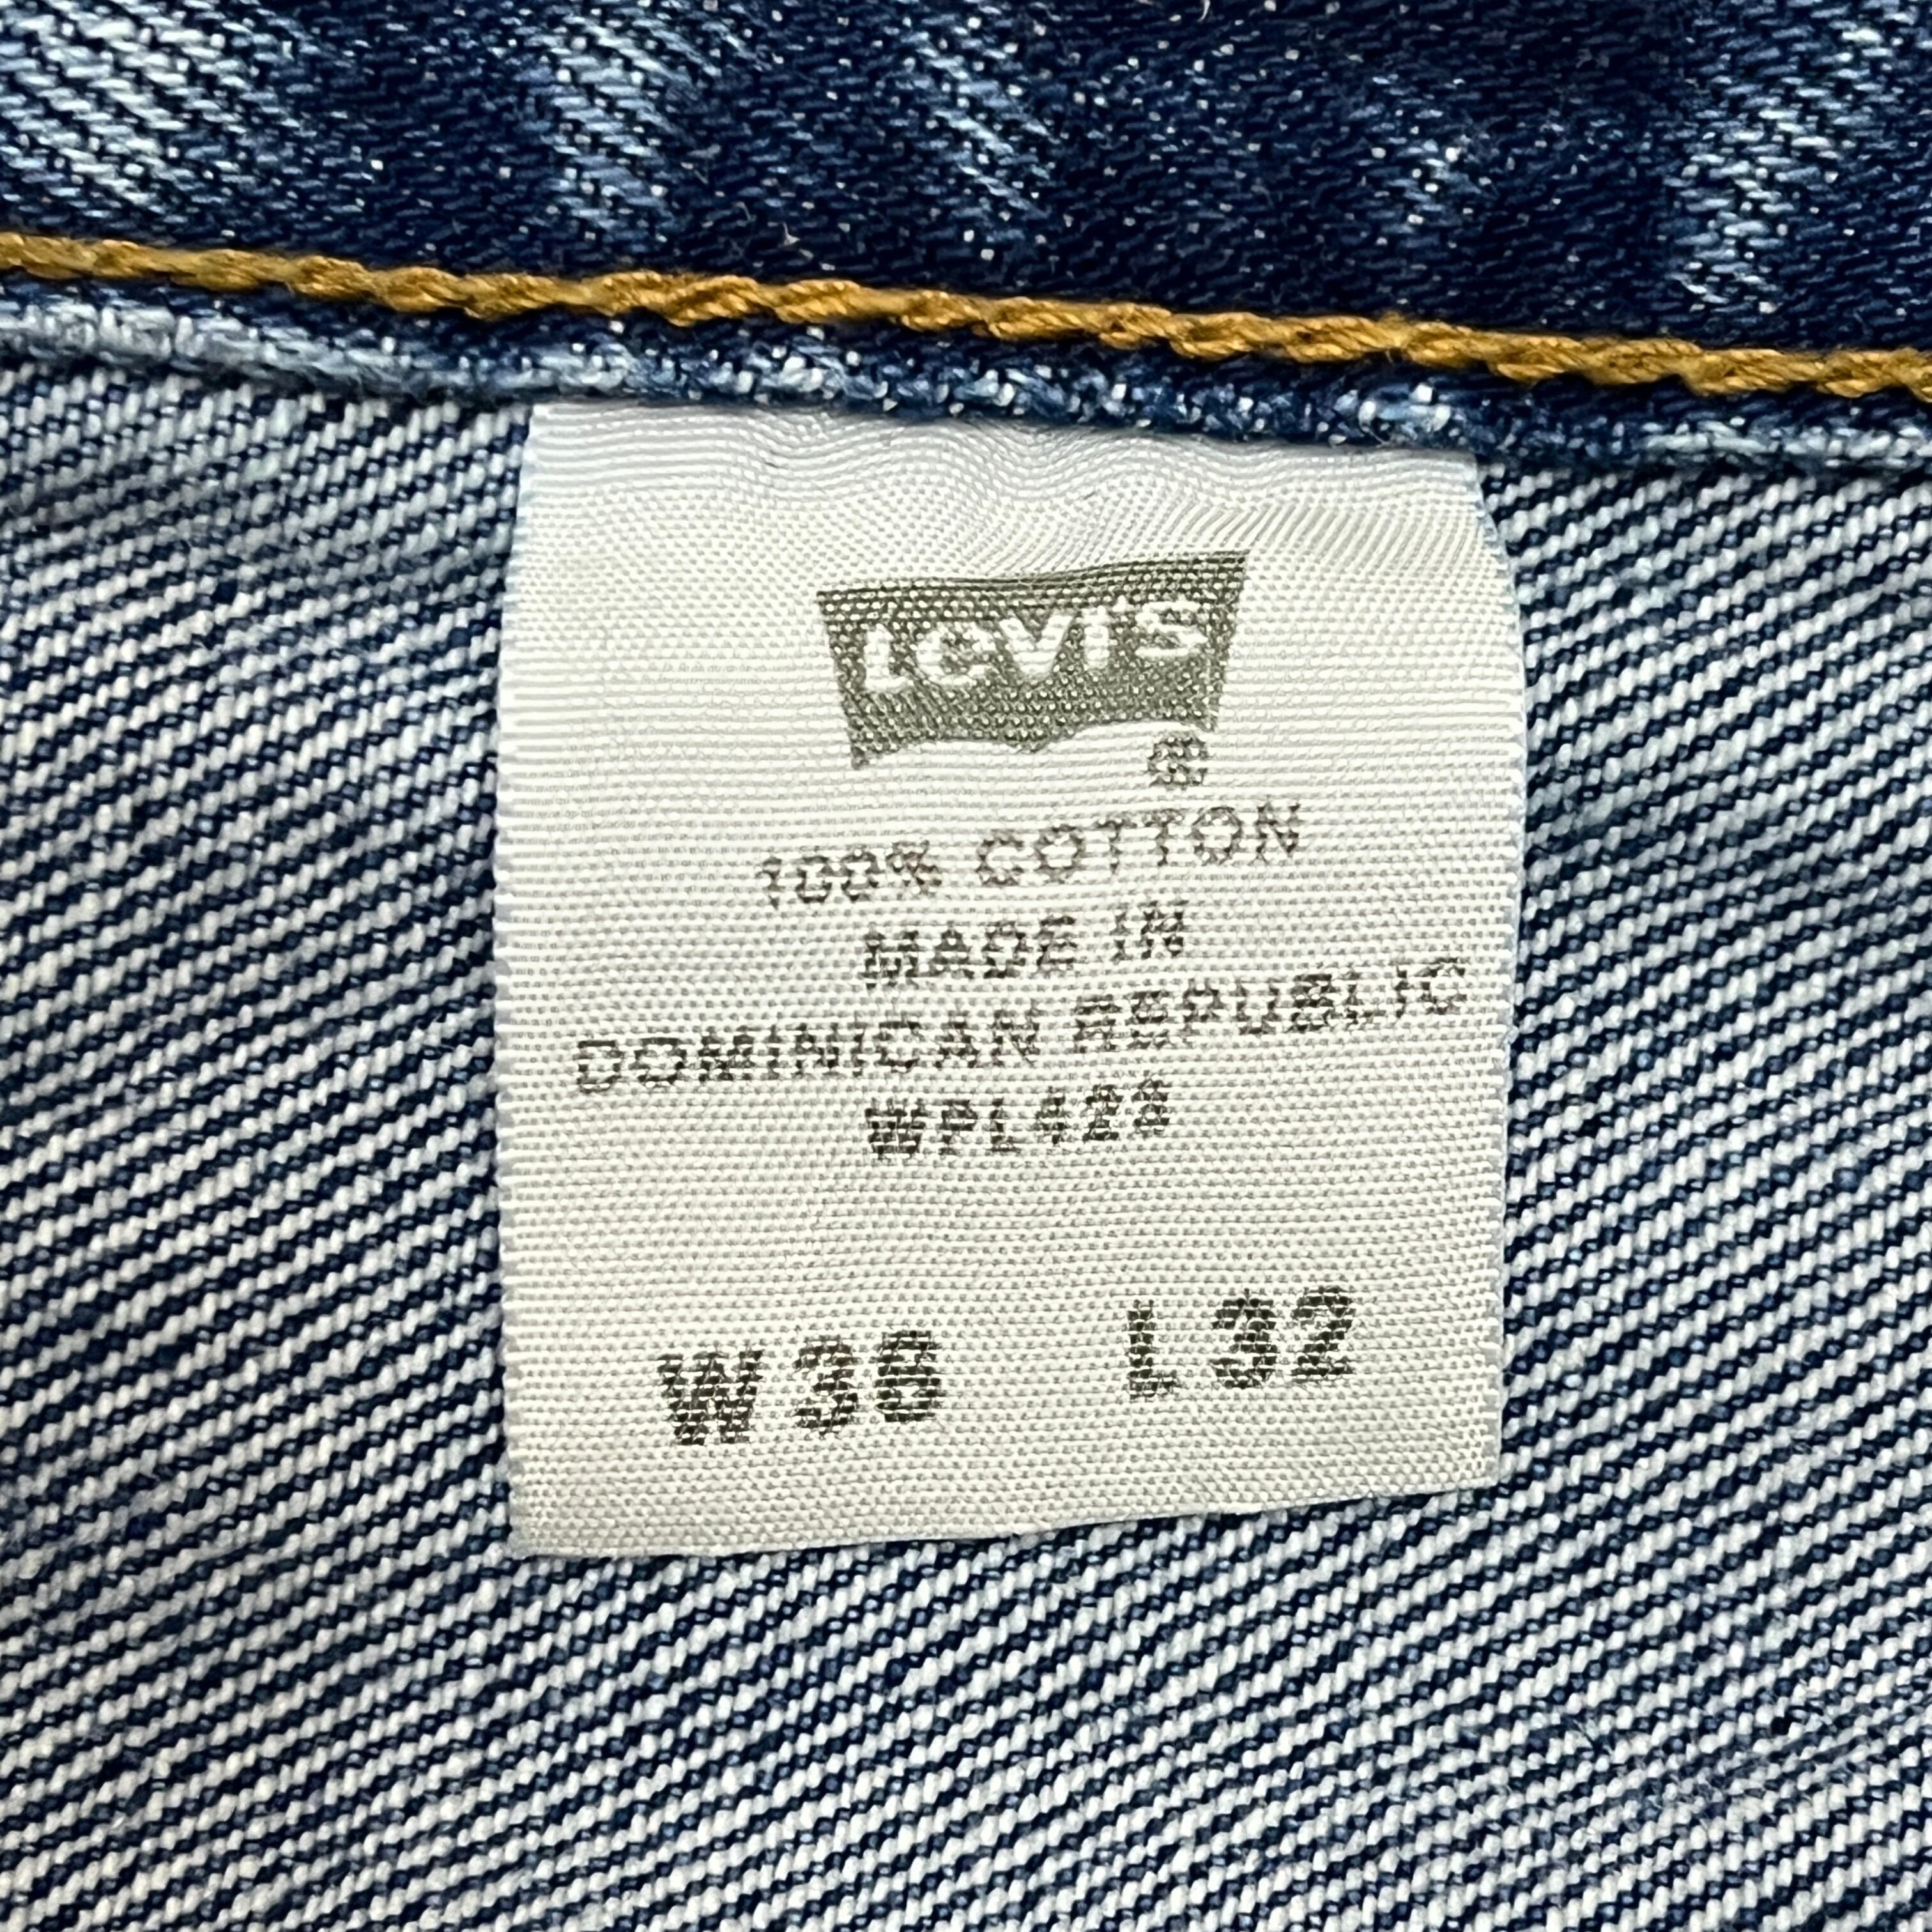 Levi's
®
100% COTTON
MADE IN
DOMINICAN REPUBLIC
WPL423
W36 L32